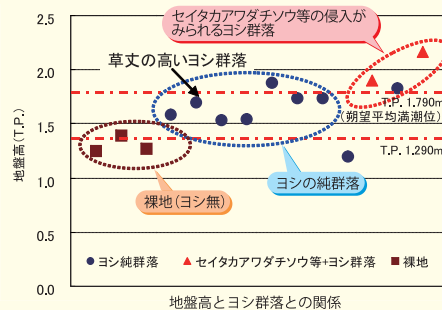 セイタカアワダチソウ等の侵入が
みられるヨシ群落
草丈の高いヨシ群落
T.P. 1.790m
(朔望平均満潮位)
T.P. 1.290m
裸地(ヨシ無)
ヨシの純群落
地盤高(T.P.)
2.5
2.0
1.5
1.0
0.5
0.0
ヨシ純群落
セイタカアワダチソウ等+ヨシ群落
裸地
地盤高とヨシ群落との関係